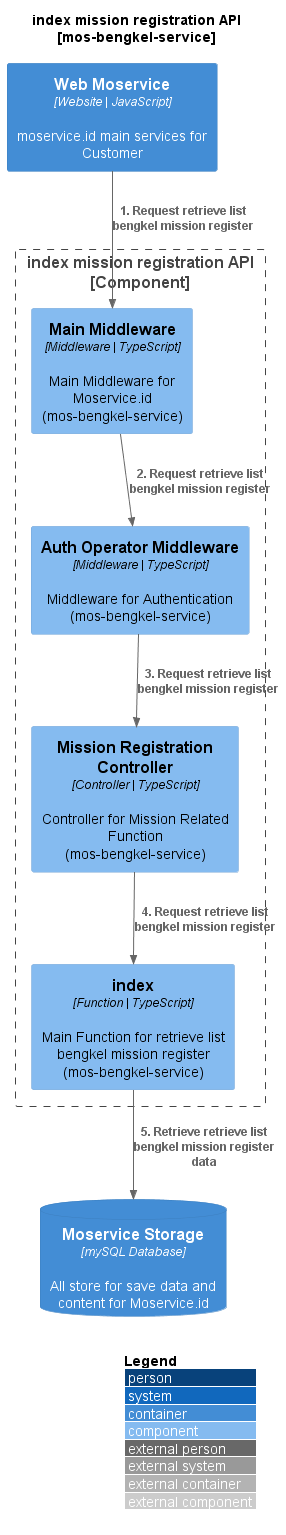 index mission registration API
[mos-bengkel-service]
Web Moservice
[Website | JavaScript]
moservice.id main services for
Customer
1. Request retrieve list
bengkel mission register
index mission registration API
[Component]
Main Middleware
[Middleware | TypeScript]
Main Middleware for
Moservice.id
(mos-bengkel-service)
2. Request retrieve list
bengkel mission register
Auth Operator Middleware
[Middleware | TypeScript]
Middleware for Authentication
(mos-bengkel-service)
3. Request retrieve list
bengkel mission register
Mission Registration
Controller
[Controller | TypeScript]
Controller for Mission Related
Function
(mos-bengkel-service)
4. Request retrieve list
bengkel mission register
index
[Function | TypeScript]
Main Function for retrieve list
bengkel mission register
(mos-bengkel-service)
5. Retrieve retrieve list
bengkel mission register
data
Moservice Storage
[mySQL Database]
All store for save data and
content for Moservice.id
Legend
person
system
container
component
external person
external system
external container
external component